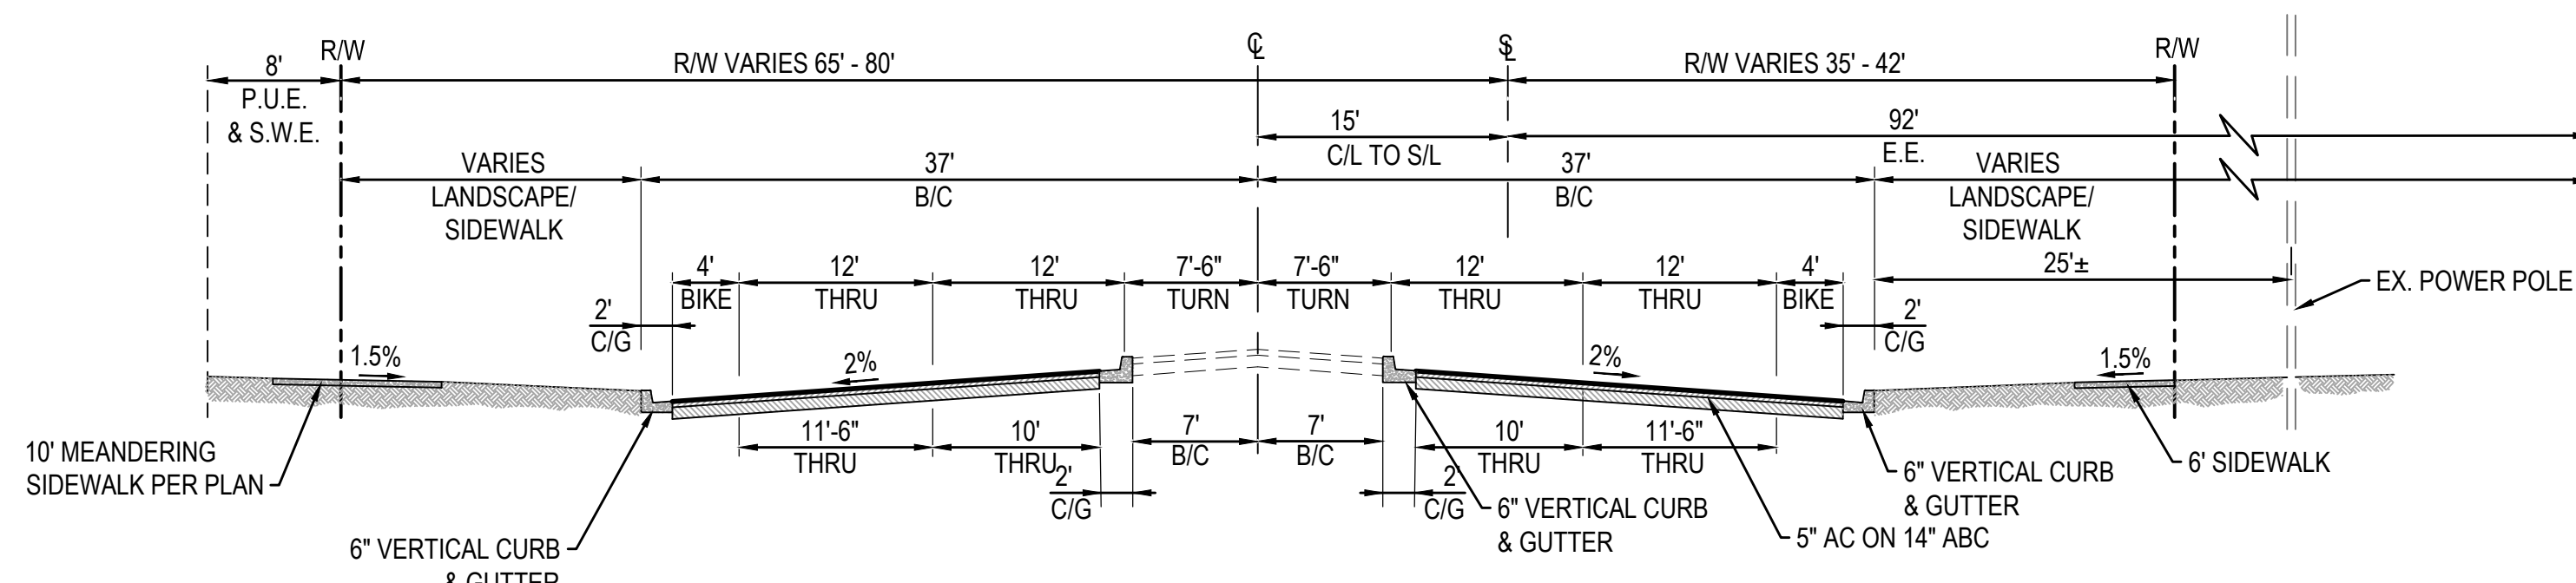 R/W
R/W VARIES 65' - 80'
℄
SL
R/W VARIES 35' - 42'
R/W
8'
P.U.E.
& S.W.E.
15'
C/L TO S/L
92'
E.E.
VARIES
LANDSCAPE/
SIDEWALK
37'
B/C
37'
B/C
VARIES
LANDSCAPE/
SIDEWALK
4'
BIKE
12'
THRU
12'
THRU
7'-6"
TURN
7'-6"
TURN
12'
THRU
12'
THRU
4'
BIKE
25'±
EX. POWER POLE
2'
C/G
2'
C/G
1.5%
2%
2%
1.5%
11'-6"
THRU
10'
THRU
7'
B/C
7'
B/C
10'
THRU
11'-6"
THRU
2'
C/G
2'
C/G
10' MEANDERING
SIDEWALK PER PLAN
6" VERTICAL CURB
& GUTTER
6" VERTICAL CURB
& GUTTER
5" AC ON 14" ABC
6" VERTICAL CURB
& GUTTER
6' SIDEWALK